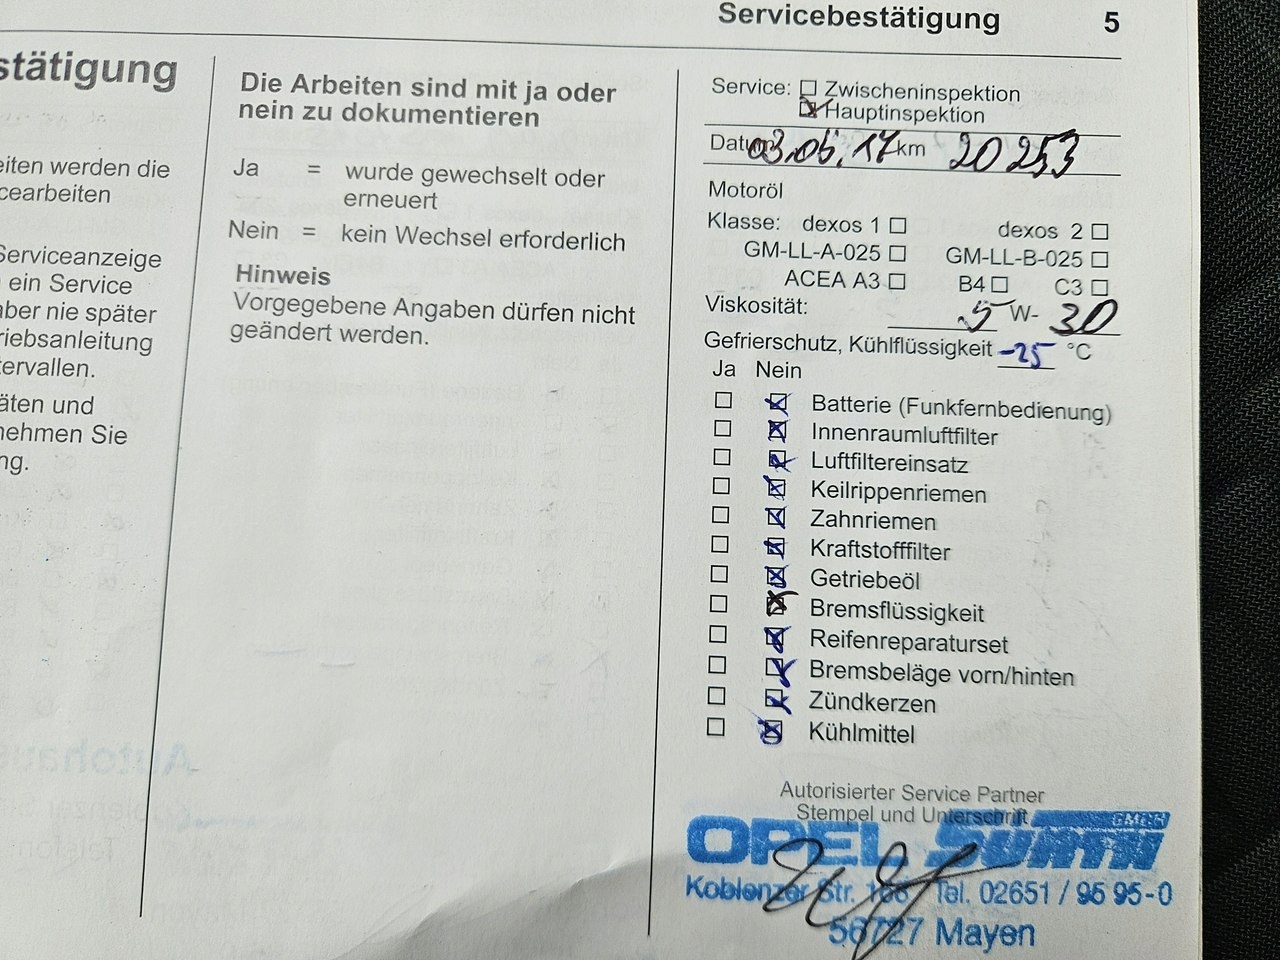 Servicebestätigung 5
stätigung
eiten werden die
cearbeiten
Serviceanzeige
ein Service
aber nie später
riebsanleitung
tervallen.
äten und
nehmen Sie
ng.
Die Arbeiten sind mit ja oder
nein zu dokumentieren
Ja = wurde gewechselt oder
erneuert
Nein = kein Wechsel erforderlich
Hinweis
Vorgegebene Angaben dürfen nicht
geändert werden.
Service: ☐ Zwischeninspektion
☒ Hauptinspektion
Datum 03.05.17 km 20253
Motoröl
Klasse: dexos 1 ☐ dexos 2 ☐
GM-LL-A-025 ☐ GM-LL-B-025 ☐
ACEA A3 ☐ B4 ☐ C3 ☐
Viskosität: 5 W- 30
Gefrierschutz, Kühlflüssigkeit -25 °C
Ja Nein
☐ ☒ Batterie (Funkfernbedienung)
☐ ☒ Innenraumluftfilter
☐ ☒ Luftfiltereinsatz
☐ ☒ Keilrippenriemen
☐ ☒ Zahnriemen
☐ ☒ Kraftstofffilter
☐ ☒ Getriebeöl
☐ ☒ Bremsflüssigkeit
☐ ☒ Reifenreparaturset
☐ ☒ Bremsbeläge vorn/hinten
☐ ☒ Zündkerzen
☐ ☒ Kühlmittel
Autorisierter Service Partner
Stempel und Unterschrift
OPEL Sürth GMBH
Koblenzer Str. Tel. 02651 / 95 95-0
56727 Mayen